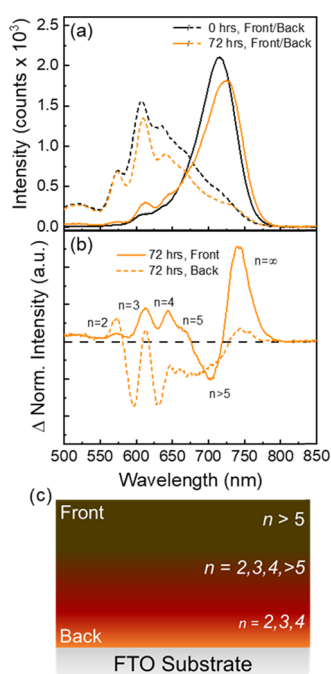 (a)
0 hrs, Front/Back
72 hrs, Front/Back
Intensity (counts x 10³)
2.5
2.0
1.5
1.0
0.5
0.0
(b)
72 hrs, Front
72 hrs, Back
Δ Norm. Intensity (a.u.)
n=2
n=3
n=4
n=5
n>5
n=∞
500 550 600 650 700 750 800 850
Wavelength (nm)
(c)
Front
n > 5
n = 2,3,4,>5
n = 2,3,4
Back
FTO Substrate